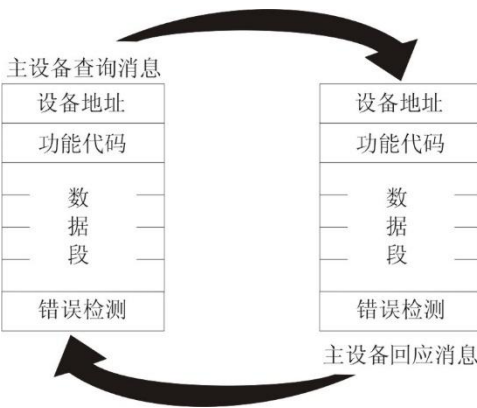 主设备查询消息
设备地址
功能代码
数
据
段
错误检测
设备地址
功能代码
数
据
段
错误检测
主设备回应消息